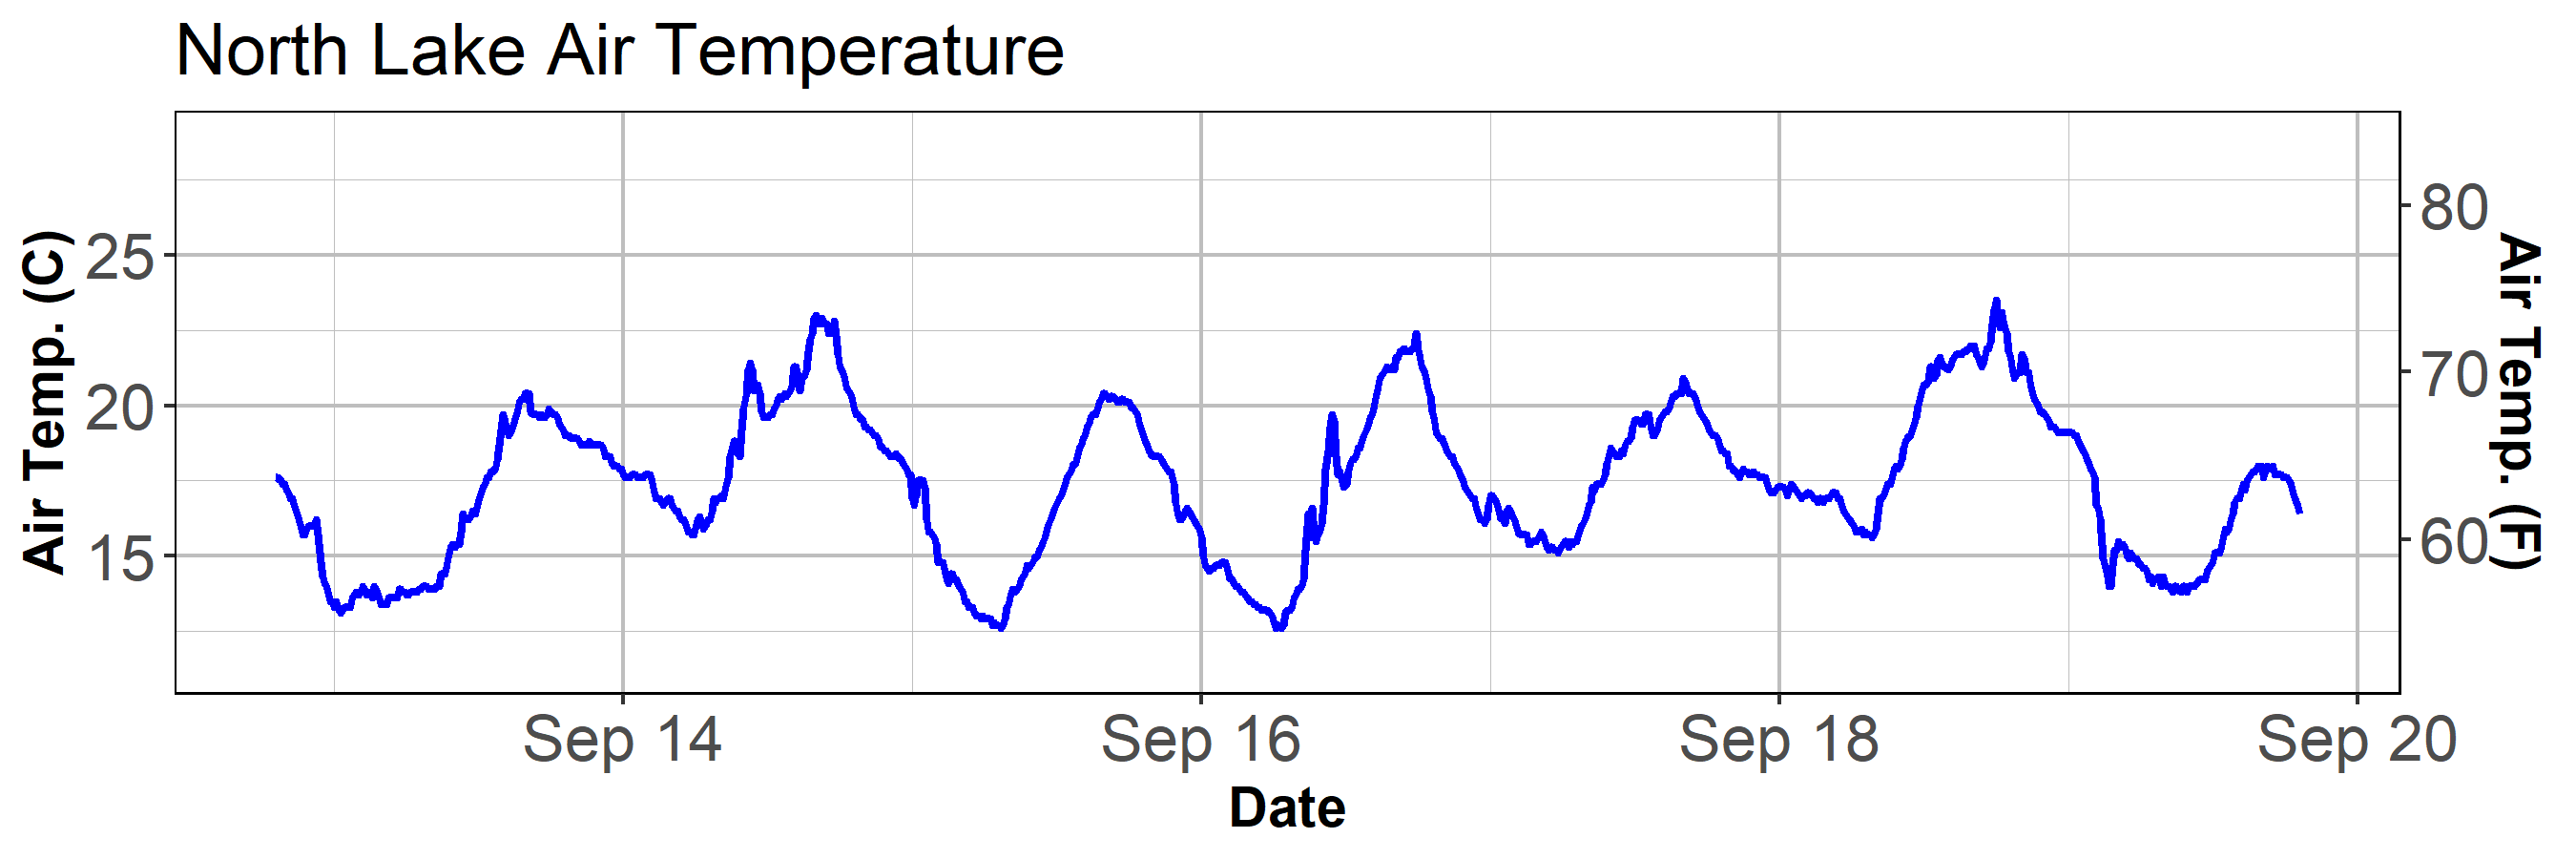 North Lake Air Temperature
Air Temp. (C)
25
20
15
80
70
60
Air Temp. (F)
Sep 14
Sep 16
Sep 18
Sep 20
Date